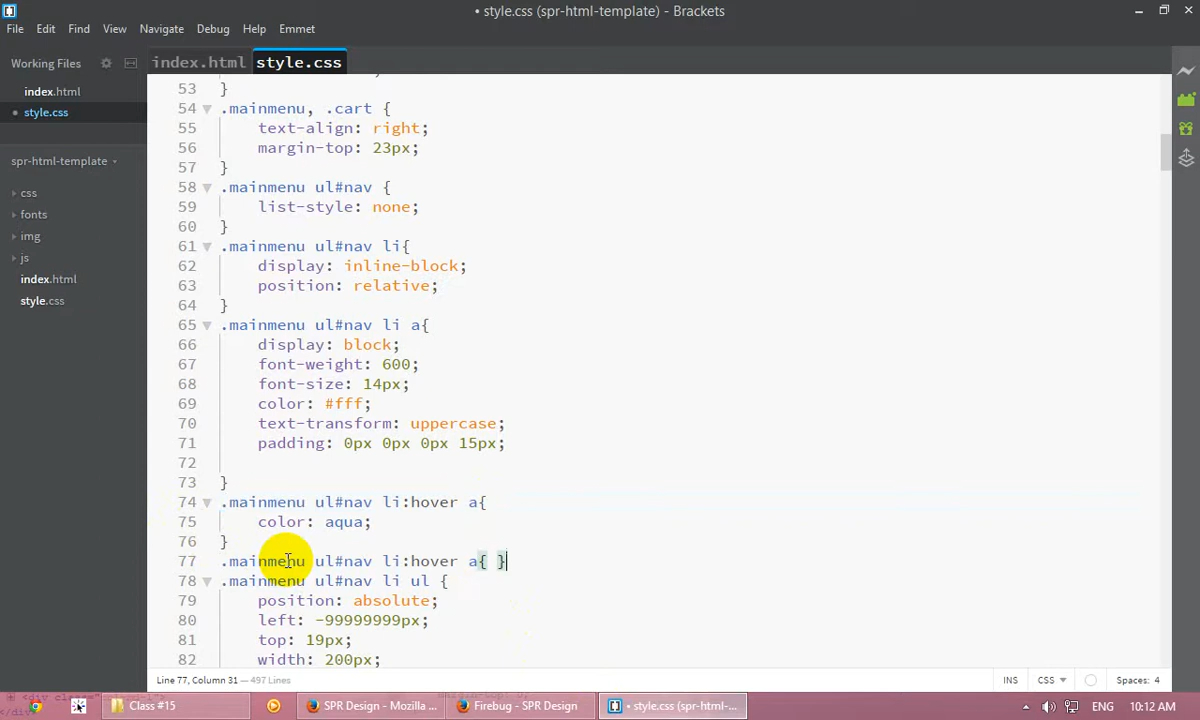 • style.css (spr-html-template) - Brackets
File Edit Find View Navigate Debug Help Emmet
Working Files
index.html
style.css
spr-html-template
css
fonts
img
js
index.html
style.css
index.html style.css
53 }
54 .mainmenu, .cart {
55 text-align: right;
56 margin-top: 23px;
57 }
58 .mainmenu ul#nav {
59 list-style: none;
60 }
61 .mainmenu ul#nav li{
62 display: inline-block;
63 position: relative;
64 }
65 .mainmenu ul#nav li a{
66 display: block;
67 font-weight: 600;
68 font-size: 14px;
69 color: #fff;
70 text-transform: uppercase;
71 padding: 0px 0px 0px 15px;
72
73 }
74 .mainmenu ul#nav li:hover a{
75 color: aqua;
76 }
77 .mainmenu ul#nav li:hover a{ }
78 .mainmenu ul#nav li ul {
79 position: absolute;
80 left: -99999999px;
81 top: 19px;
82 width: 200px;
Line 77, Column 31 — 497 Lines
INS CSS Spaces: 4
Class #15
SPR Design - Mozilla ...
Firebug - SPR Design
• style.css (spr-html-...
ENG 10:12 AM